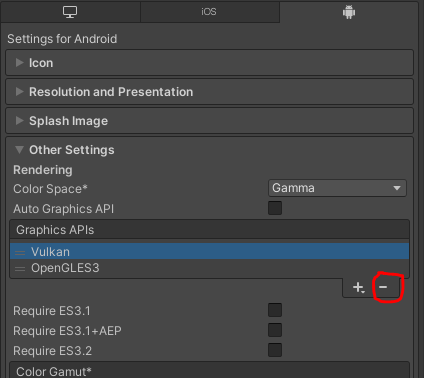 iOS
Settings for Android
Icon
Resolution and Presentation
Splash Image
Other Settings
Rendering
Color Space* Gamma
Auto Graphics API
Graphics APIs
Vulkan
OpenGLES3
Require ES3.1
Require ES3.1+AEP
Require ES3.2
Color Gamut*